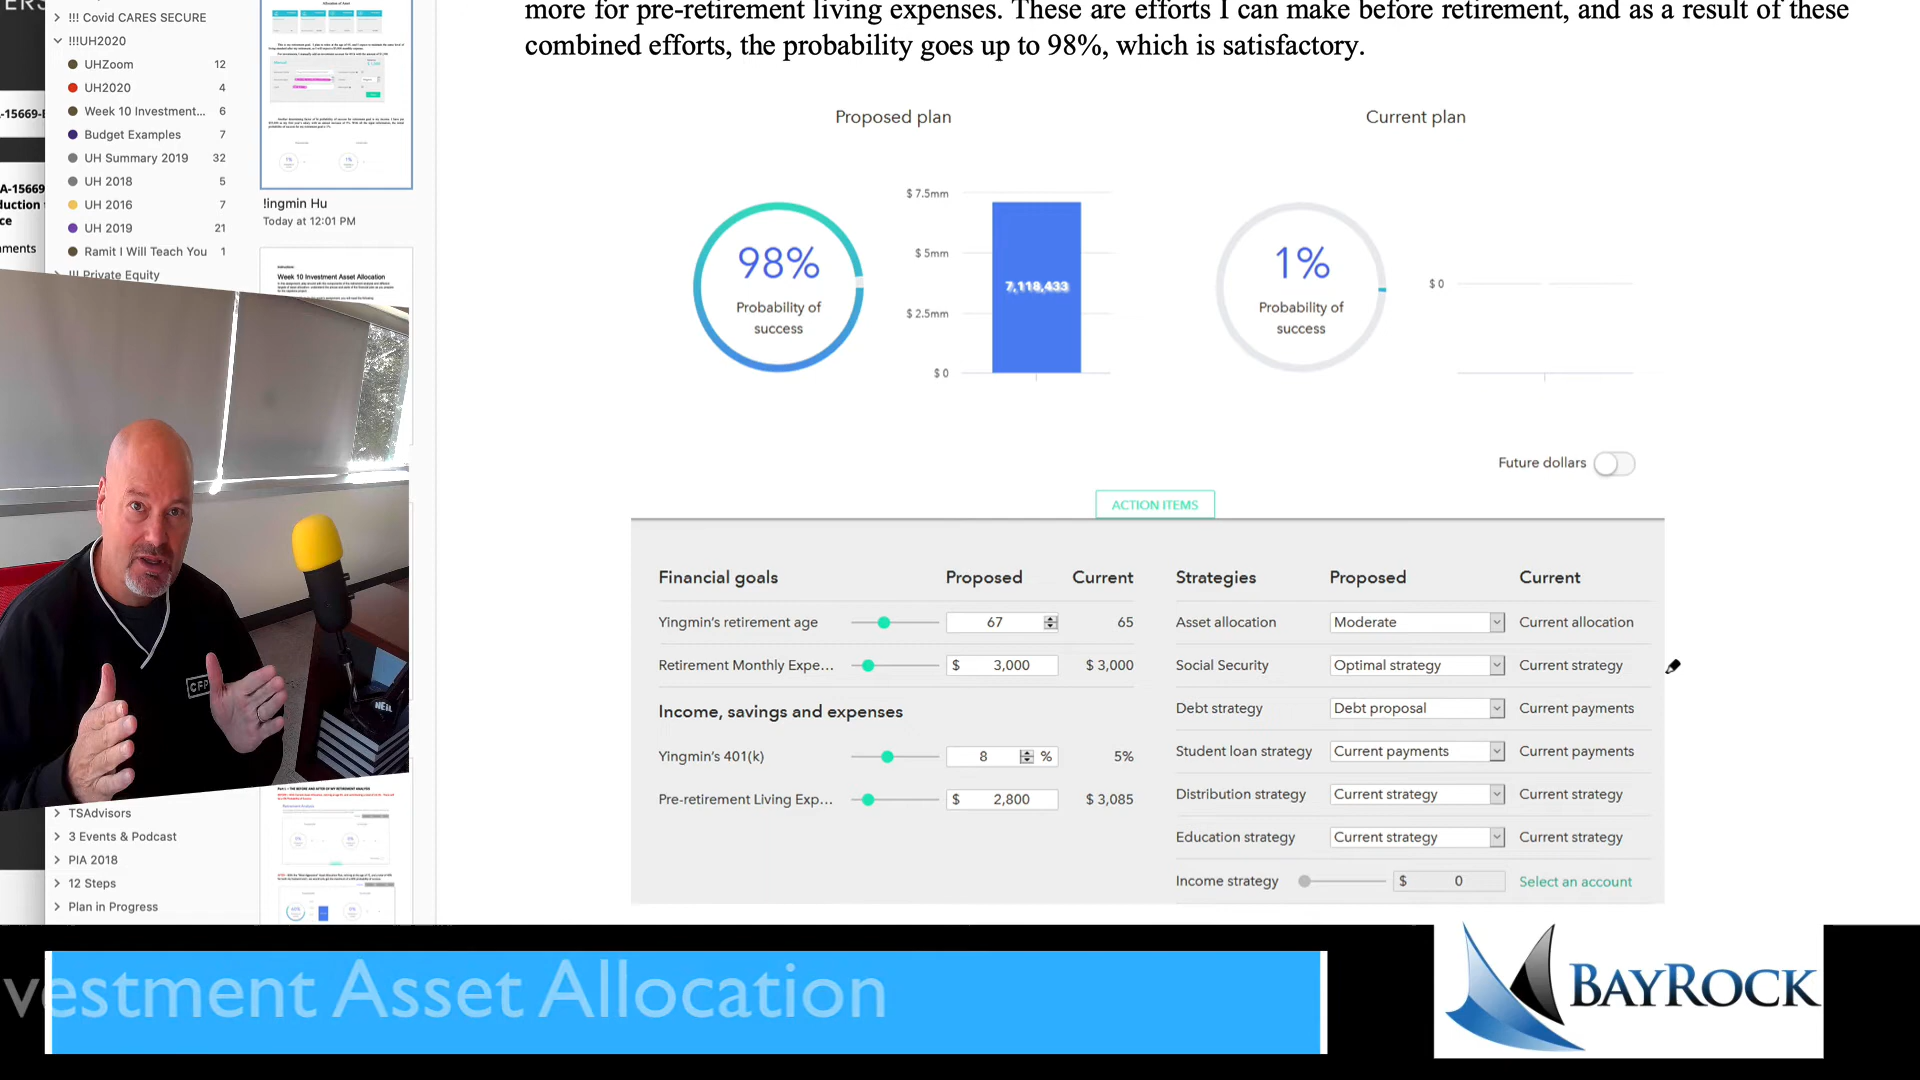 ERS
!!! Covid CARES SECURE
!!!UH2020
UHZoom 12
UH2020 4
Week 10 Investment... 6
Budget Examples 7
UH Summary 2019 32
UH 2018 5
UH 2016 7
UH 2019 21
Ramit I Will Teach You 1
!!! Private Equity
TSAdvisors
3 Events & Podcast
PIA 2018
12 Steps
Plan in Progress
-15669-E
A-15669
duction t
ce
ments
!ingmin Hu
Today at 12:01 PM
Week 10 Investment Asset Allocation
more for pre-retirement living expenses. These are efforts I can make before retirement, and as a result of these
combined efforts, the probability goes up to 98%, which is satisfactory.
Proposed plan
Current plan
98%
Probability of
success
$ 7.5mm
$ 5mm
$ 2.5mm
$ 0
7,118,433
1%
Probability of
success
$ 0
Future dollars
ACTION ITEMS
Financial goals Proposed Current
Yingmin's retirement age 67 65
Retirement Monthly Expe... $ 3,000 $ 3,000
Income, savings and expenses
Yingmin's 401(k) 8 % 5%
Pre-retirement Living Exp... $ 2,800 $ 3,085
Strategies Proposed Current
Asset allocation Moderate Current allocation
Social Security Optimal strategy Current strategy
Debt strategy Debt proposal Current payments
Student loan strategy Current payments Current payments
Distribution strategy Current strategy Current strategy
Education strategy Current strategy Current strategy
Income strategy $ 0 Select an account
CFP
NEIL
vestment Asset Allocation
BAYROCK